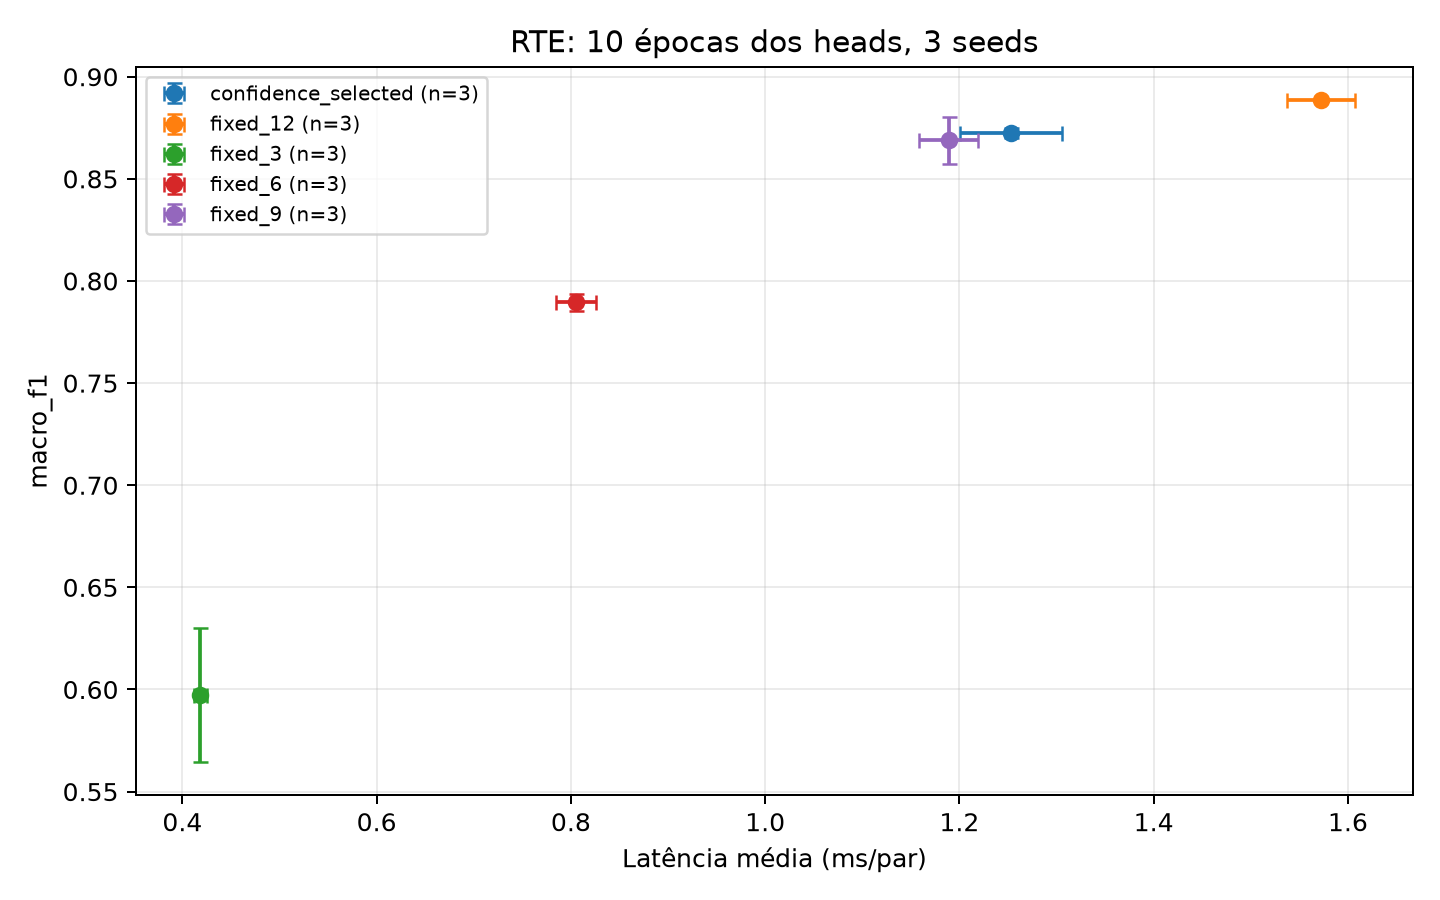 RTE: 10 épocas dos heads, 3 seeds
confidence_selected (n=3)
fixed_12 (n=3)
fixed_3 (n=3)
fixed_6 (n=3)
fixed_9 (n=3)
0.90
0.85
0.80
0.75
0.70
0.65
0.60
0.55
macro_f1
0.4 0.6 0.8 1.0 1.2 1.4 1.6
Latência média (ms/par)